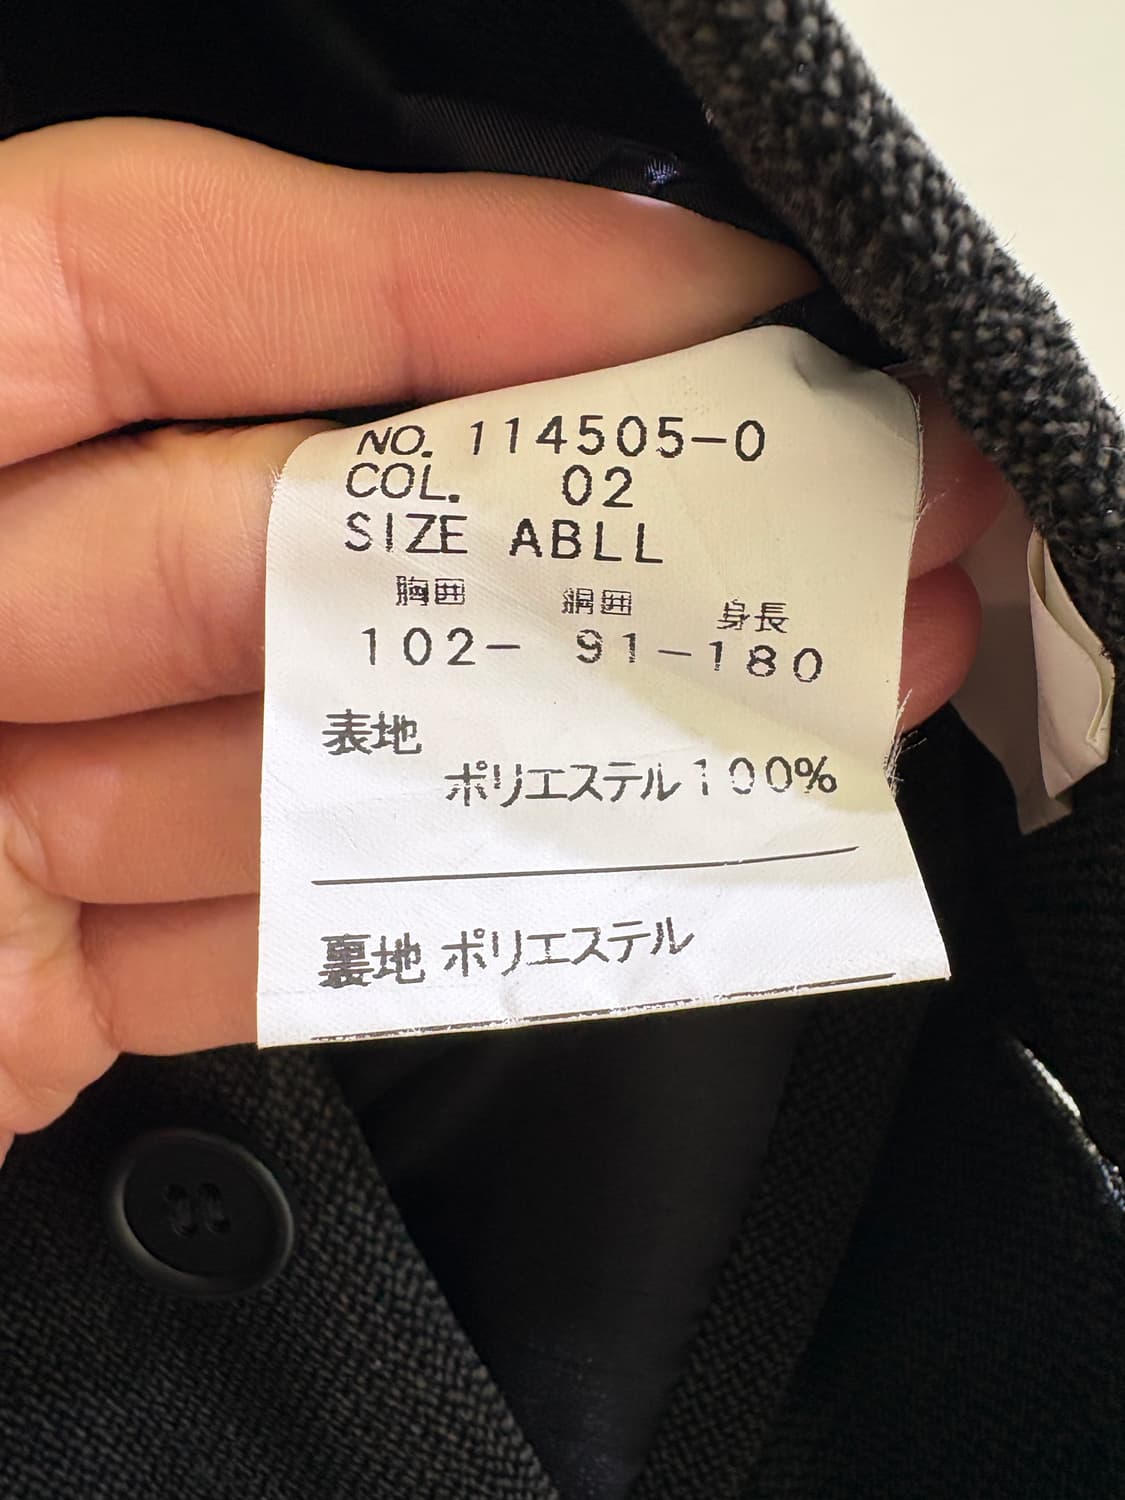 NO. 114505-0
COL. 02
SIZE ABLL
胸囲 胴囲 身長
102- 91-180
表地
ポリエステル100%
裏地 ポリエステル